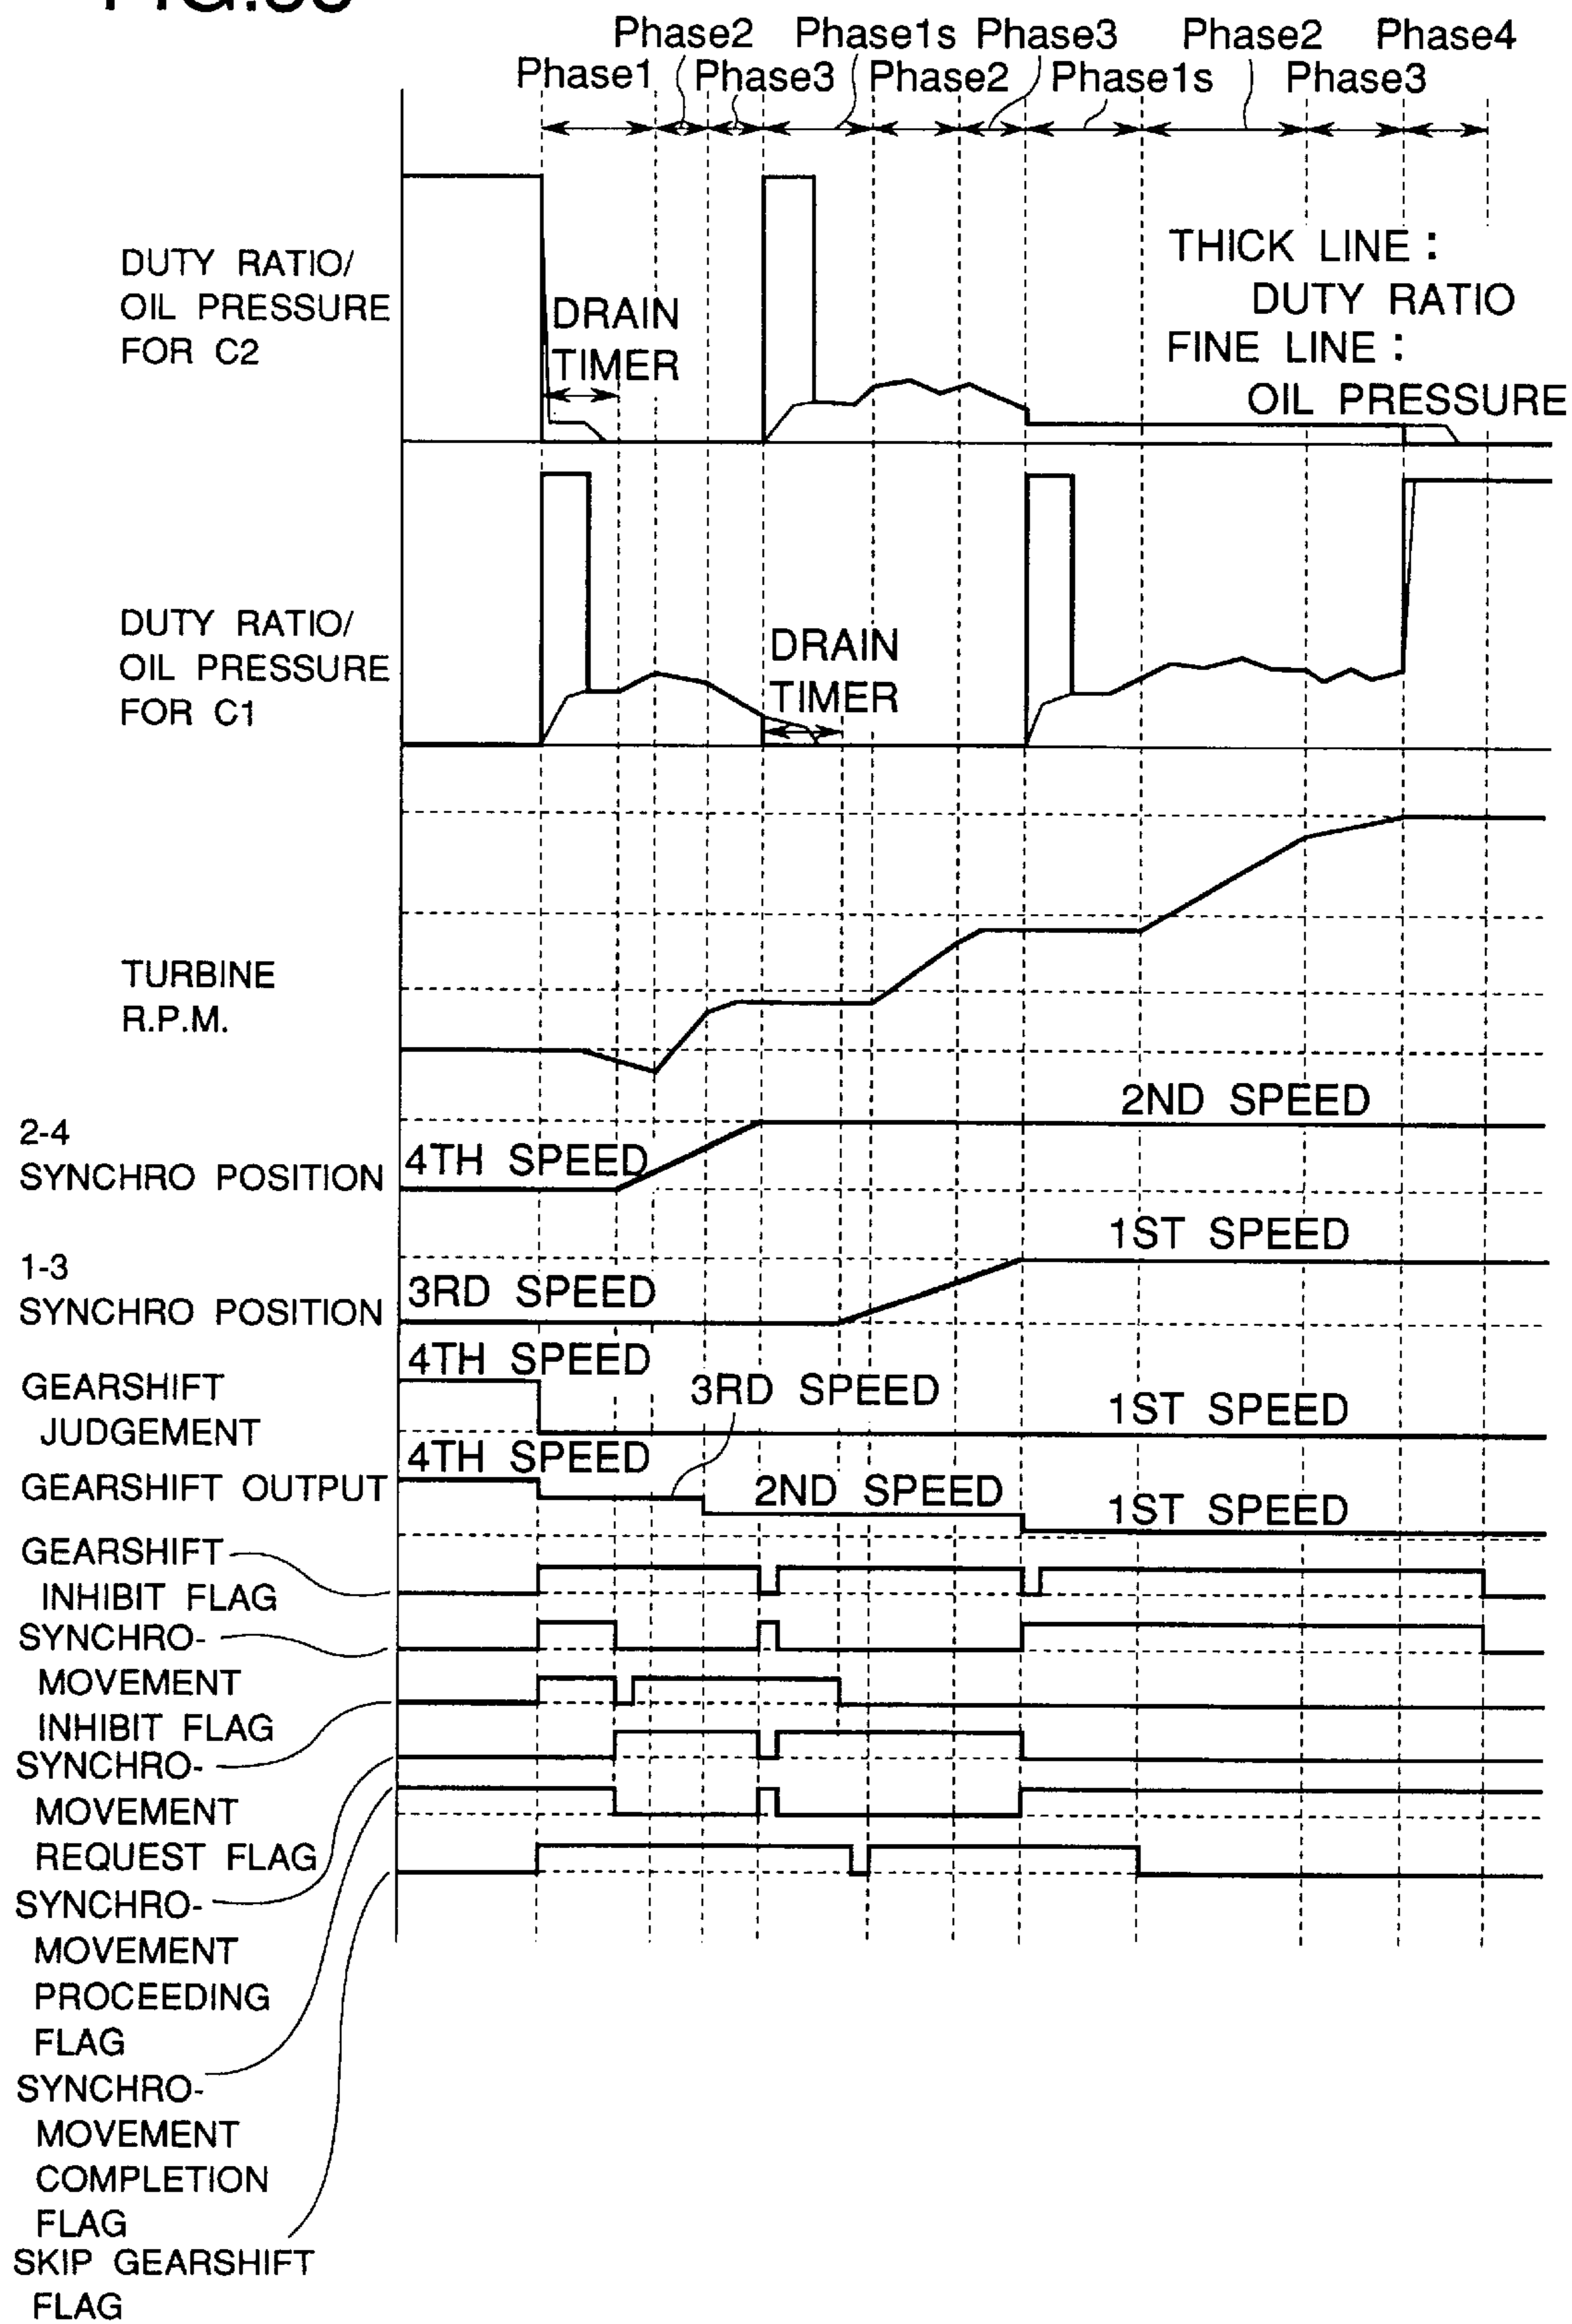 Phase2 Phase1s Phase3 Phase2 Phase4
Phase1 Phase3 Phase2 Phase1s Phase3
DUTY RATIO/
OIL PRESSURE
FOR C2
DRAIN
TIMER
THICK LINE :
DUTY RATIO
FINE LINE :
OIL PRESSURE
DUTY RATIO/
OIL PRESSURE
FOR C1
DRAIN
TIMER
TURBINE
R.P.M.
2-4
SYNCHRO POSITION
4TH SPEED
2ND SPEED
1-3
SYNCHRO POSITION
3RD SPEED
1ST SPEED
GEARSHIFT
JUDGEMENT
4TH SPEED
3RD SPEED
1ST SPEED
GEARSHIFT OUTPUT
4TH SPEED
2ND SPEED
1ST SPEED
GEARSHIFT
INHIBIT FLAG
SYNCHRO-
MOVEMENT
INHIBIT FLAG
SYNCHRO-
MOVEMENT
REQUEST FLAG
SYNCHRO-
MOVEMENT
PROCEEDING
FLAG
SYNCHRO-
MOVEMENT
COMPLETION
FLAG
SKIP GEARSHIFT
FLAG